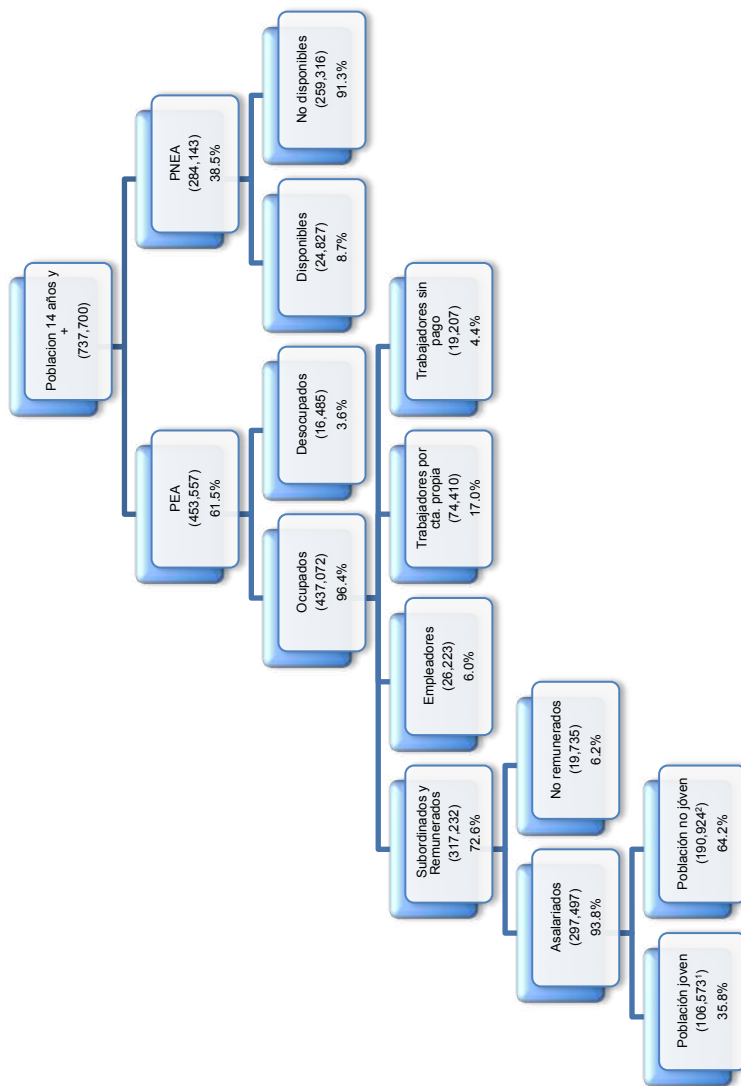 Poblacion 14 años y
+
(737,700)
PEA
(453,557)
61.5%
PNEA
(284,143)
38.5%
Ocupados
(437,072)
96.4%
Desocupados
(16,485)
3.6%
Disponibles
(24,827)
8.7%
No disponibles
(259,316)
91.3%
Subordinados y
Remunerados
(317,232)
72.6%
Empleadores
(26,223)
6.0%
Trabajadores por
cta. propia
(74,410)
17.0%
Trabajadores sin
pago
(19,207)
4.4%
Asalariados
(297,497)
93.8%
No remunerados
(19,735)
6.2%
Población joven
(106,573¹)
35.8%
Población no jóven
(190,924²)
64.2%